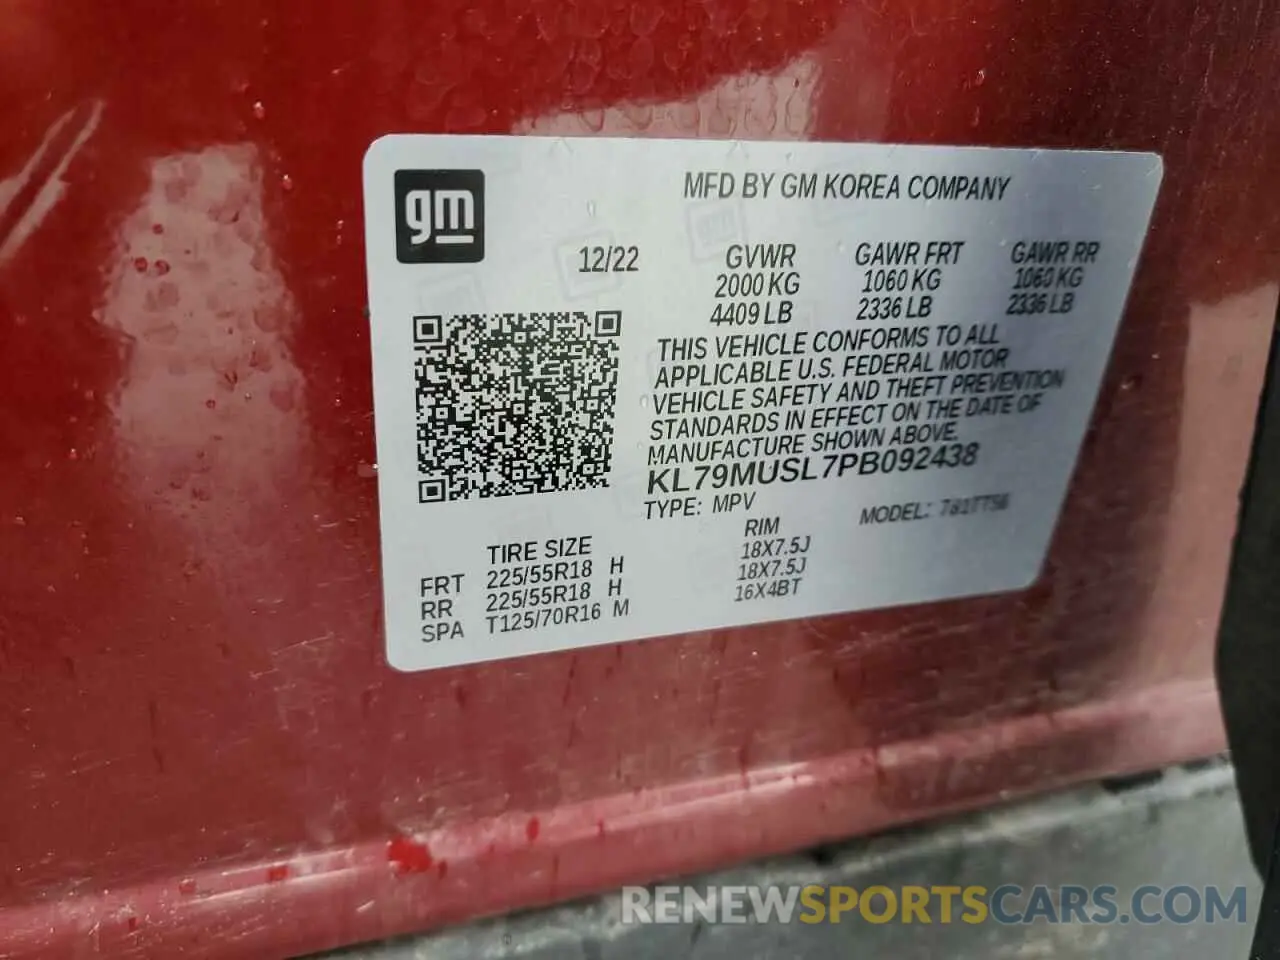 gm
MFD BY GM KOREA COMPANY
12/22 GVWR GAWR FRT GAWR RR
2000 KG 1060 KG 1060 KG
4409 LB 2336 LB 2336 LB
THIS VEHICLE CONFORMS TO ALL
APPLICABLE U.S. FEDERAL MOTOR
VEHICLE SAFETY AND THEFT PREVENTION
STANDARDS IN EFFECT ON THE DATE OF
MANUFACTURE SHOWN ABOVE.
KL79MUSL7PB092438
TYPE: MPV MODEL:
TIRE SIZE RIM
FRT 225/55R18 H 18X7.5J
RR 225/55R18 H 18X7.5J
SPA T125/70R16 M 16X4BT
RENEWSPORTSCARS.COM